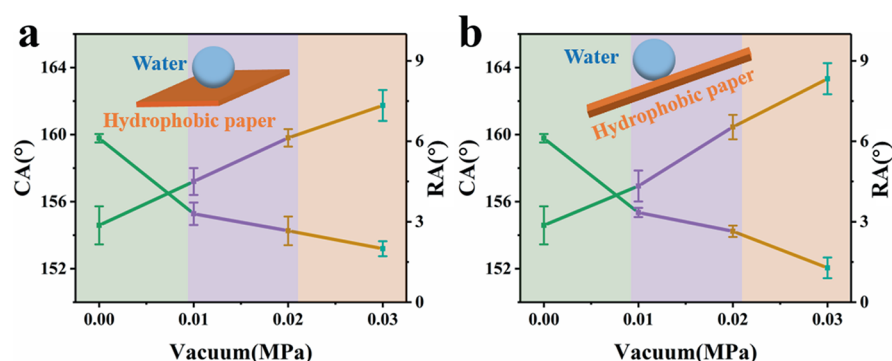 a
Water
Hydrophobic paper
CA(°)
164
160
156
152
9
6
3
0
RA(°)
0.00 0.01 0.02 0.03
Vacuum(MPa)
b
Water
Hydrophobic paper
CA(°)
164
160
156
152
9
6
3
0
RA(°)
0.00 0.01 0.02 0.03
Vacuum(MPa)